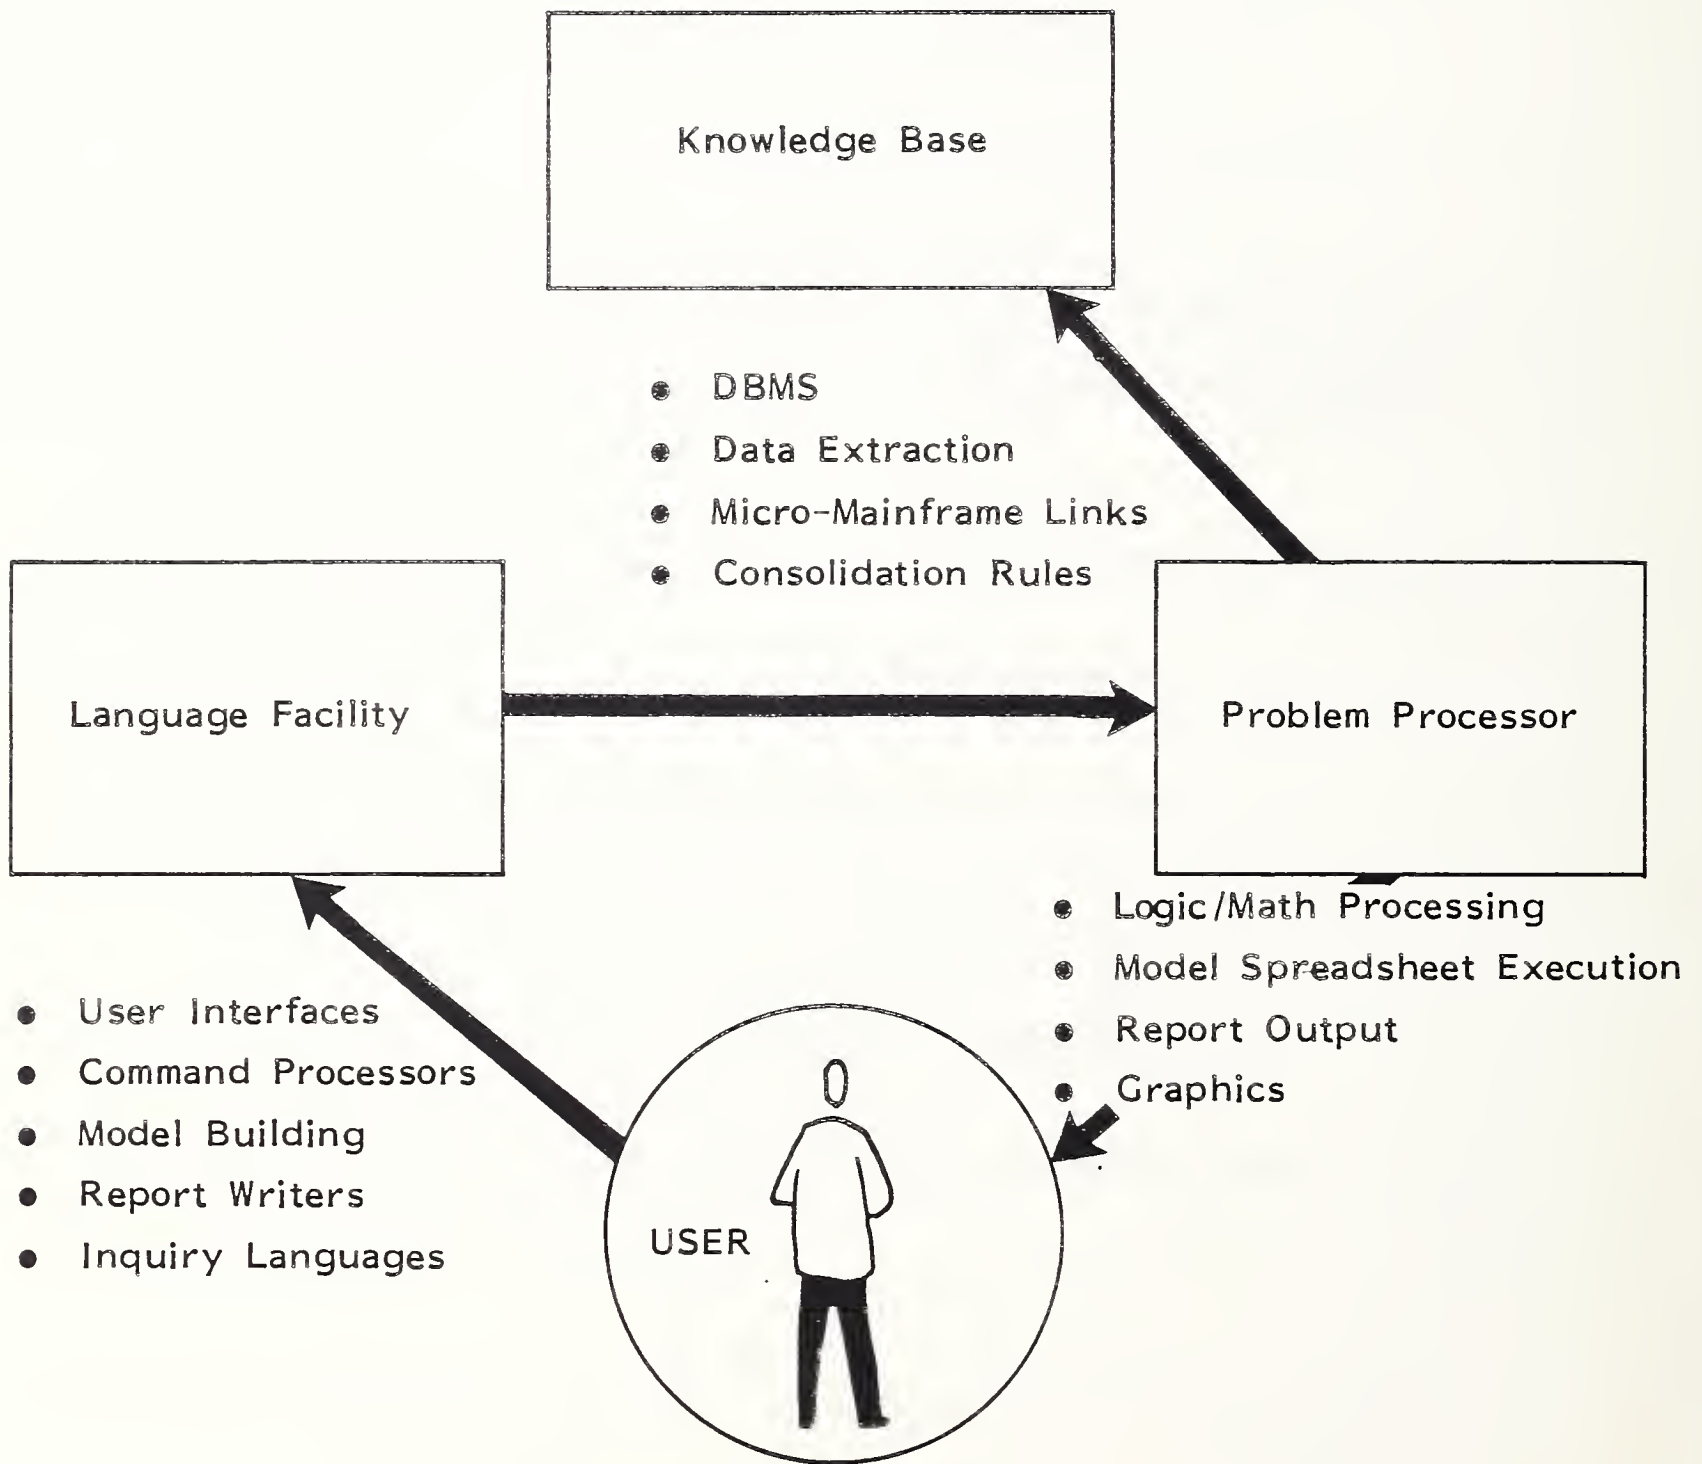 Knowledge Base
● DBMS
● Data Extraction
● Micro-Mainframe Links
● Consolidation Rules
Language Facility
Problem Processor
● Logic/Math Processing
● Model Spreadsheet Execution
● Report Output
● Graphics
● User Interfaces
● Command Processors
● Model Building
● Report Writers
● Inquiry Languages
USER